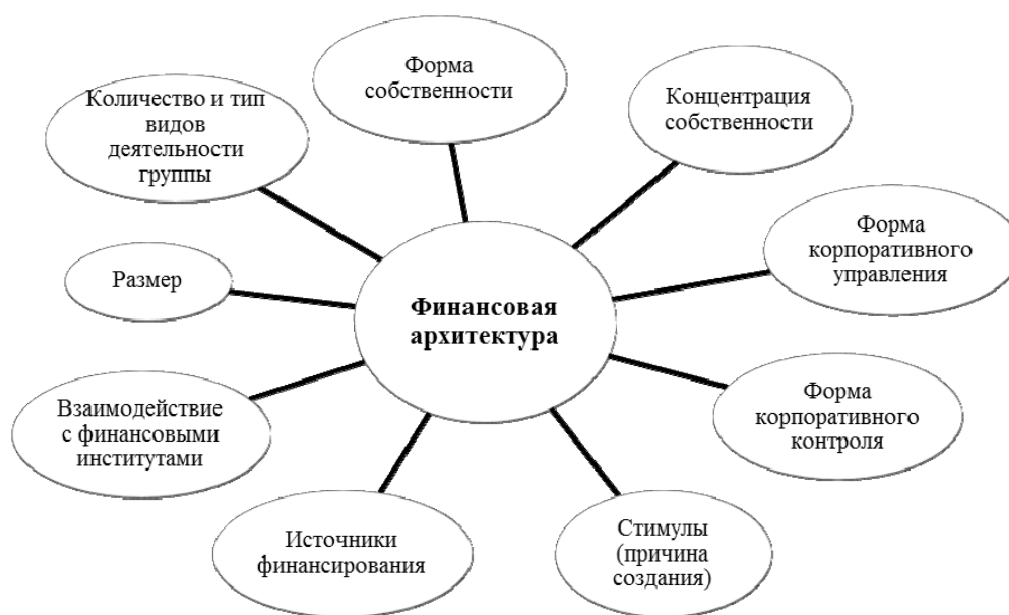 Форма
собственности
Концентрация
собственности
Количество и тип
видов
деятельности
группы
Форма
корпоративного
управления
Размер
Финансовая
архитектура
Форма
корпоративного
контроля
Взаимодействие
с финансовыми
институтами
Источники
финансирования
Стимулы
(причина
создания)